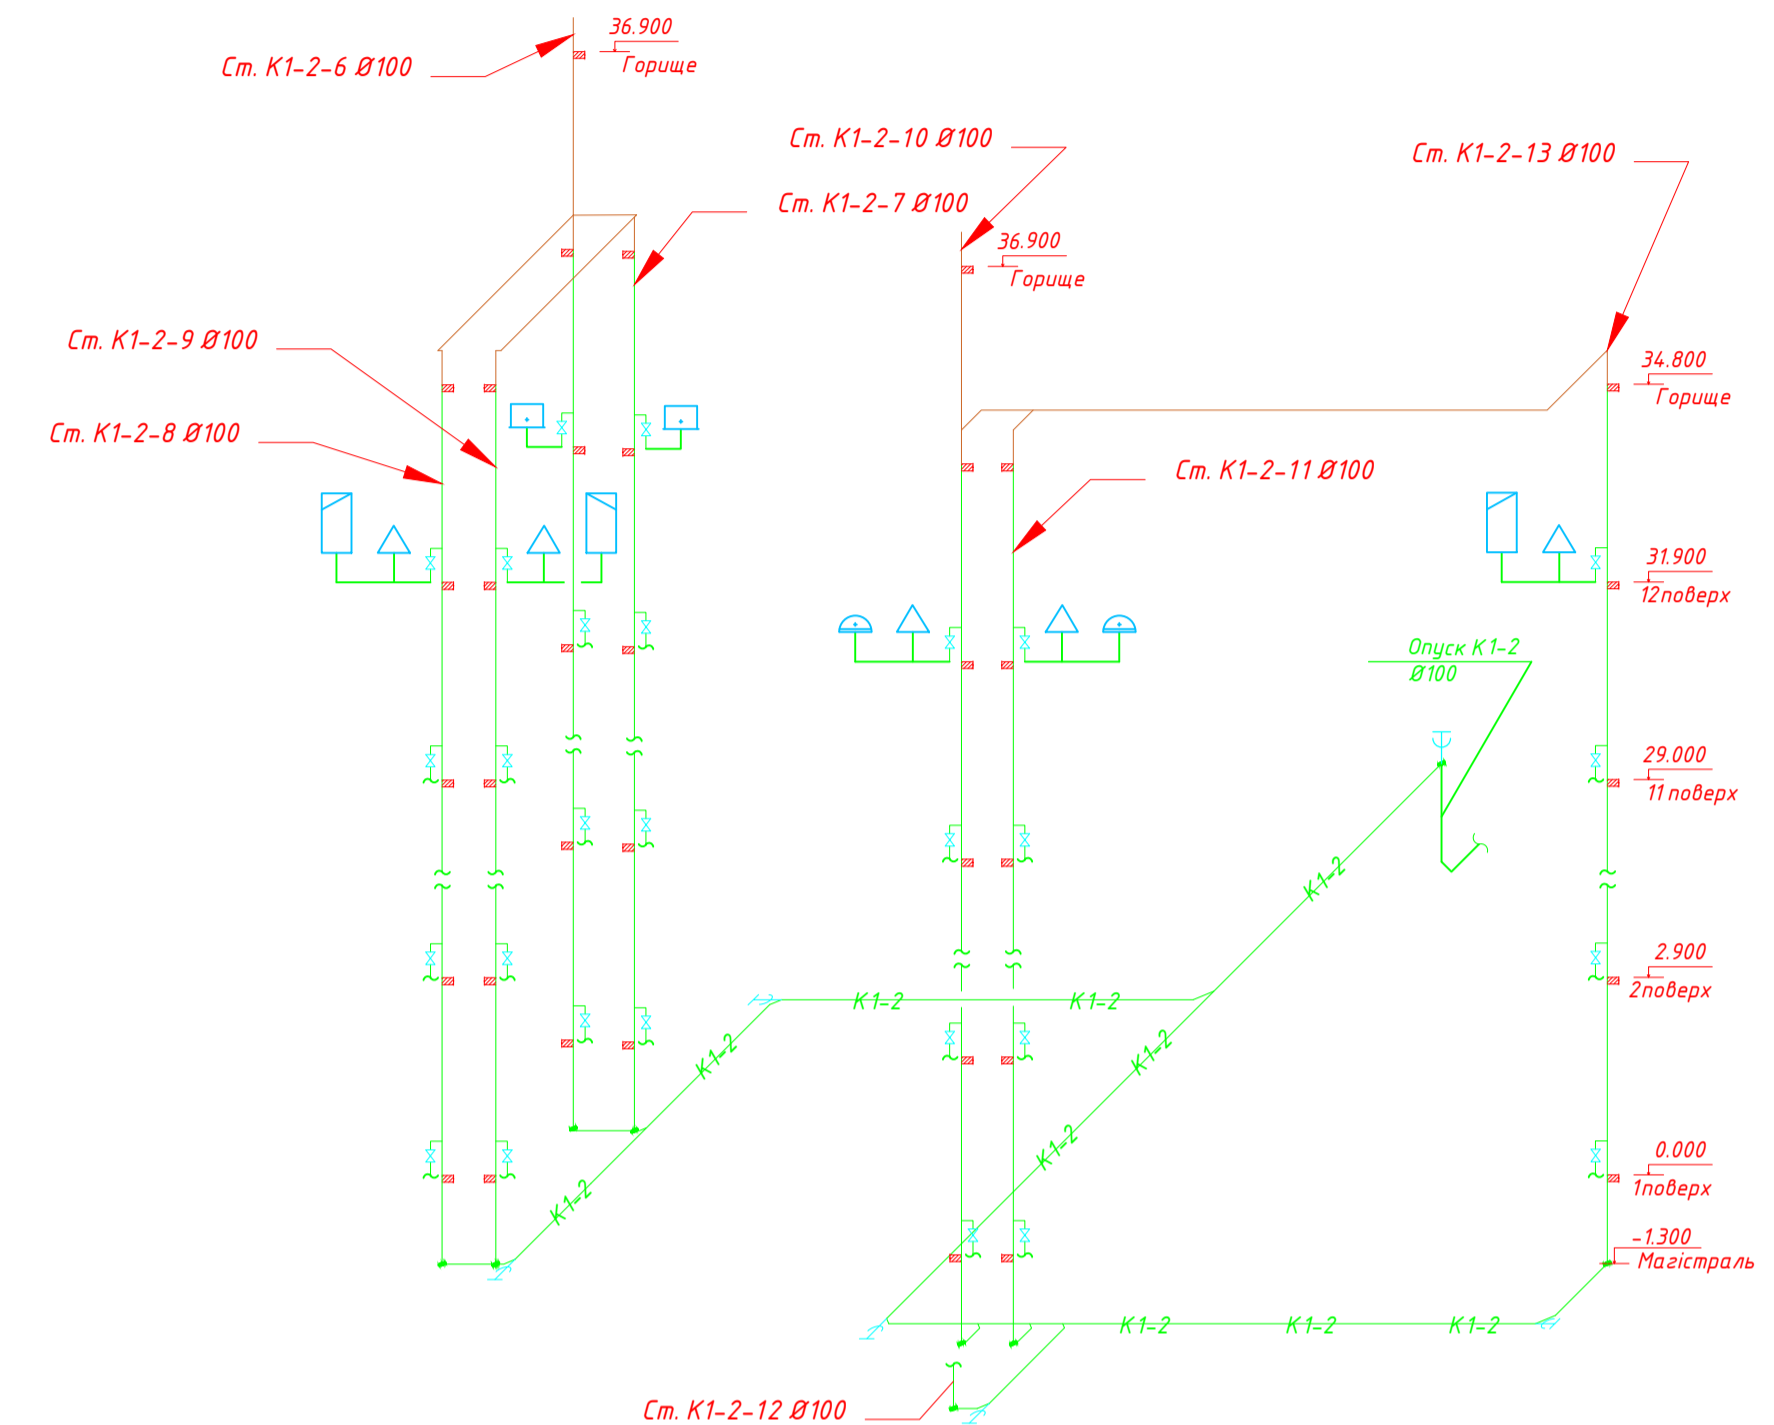 36.900
Горище
Ст. К1-2-6 Ø100
Ст. К1-2-10 Ø100
Ст. К1-2-13 Ø100
Ст. К1-2-7 Ø100
36.900
Горище
Ст. К1-2-9 Ø100
34.800
Горище
Ст. К1-2-8 Ø100
Ст. К1-2-11 Ø100
31.900
12поверх
Опуск К1-2
Ø100
29.000
11 поверх
К1-2
2.900
2поверх
К1-2
К1-2
К1-2
К1-2
К1-2
0.000
1поверх
К1-2
-1.300
Магістраль
К1-2
К1-2
К1-2
Ст. К1-2-12 Ø100